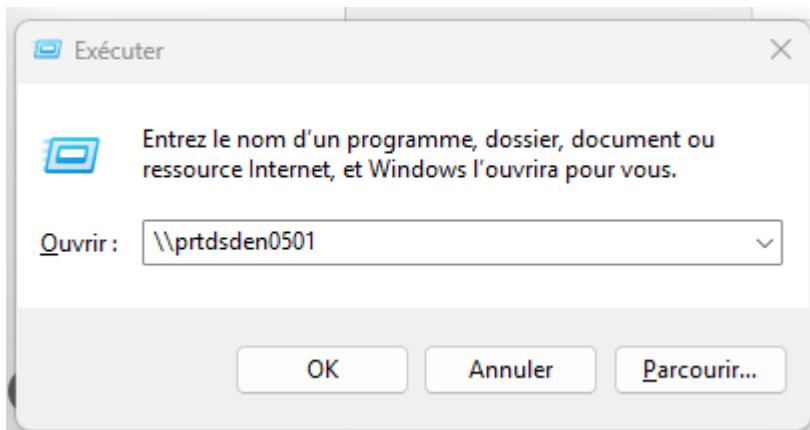 Exécuter
Entrez le nom d’un programme, dossier, document ou
ressource Internet, et Windows l’ouvrira pour vous.
Ouvrir : \\prtdsden0501
OK Annuler Parcourir...